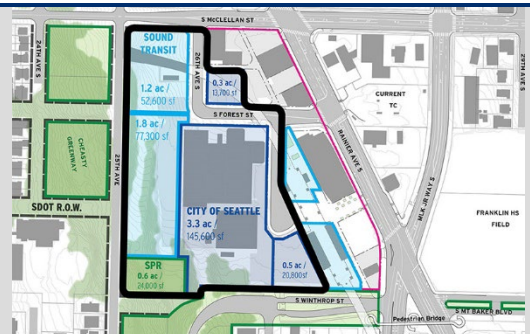 S McCLELLAN ST
24TH AVE S
SOUND
TRANSIT
26TH AVE S
29TH AVE S
1.2 ac /
52,600 sf
0.3 ac /
13,700 sf
CURRENT
TC
S FOREST ST
1.8 ac /
77,300 sf
CHEASTY
GREENWAY
25TH AVE
RAINIER AVE S
MLK JR WAY S
SDOT R.O.W.
CITY OF SEATTLE
3.3 ac /
145,600 sf
FRANKLIN HS
FIELD
SPR
0.6 ac /
24,000 sf
0.5 ac /
20,800sf
S WINTHROP ST
S MT BAKER BLVD
Pedestrian Bridge